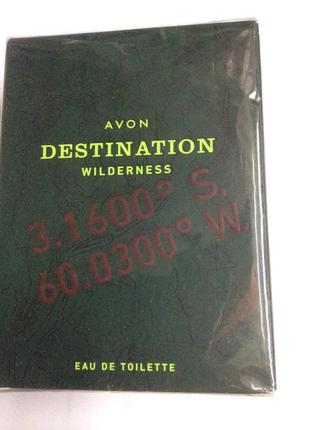 AVON
DESTINATION
WILDERNESS
3.1600° S.
60.0300° W.
EAU DE TOILETTE